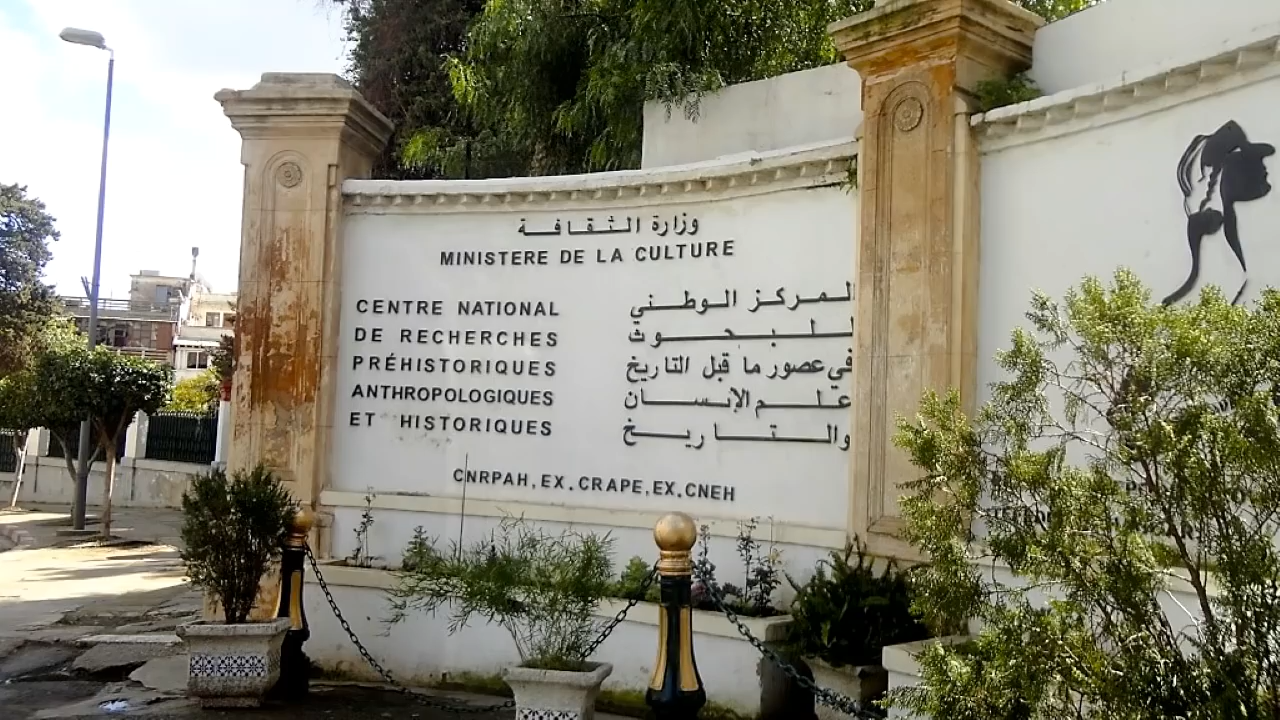 وزارة الثقافة
MINISTERE DE LA CULTURE
CENTRE NATIONAL
DE RECHERCHES
PRÉHISTORIQUES
ANTHROPOLOGIQUES
ET HISTORIQUES
المركز الوطني
للبحوث
في عصور ما قبل التاريخ
علم الإنسان
والتاريخ
CNRPAH, EX. CRAPE, EX. CNEH